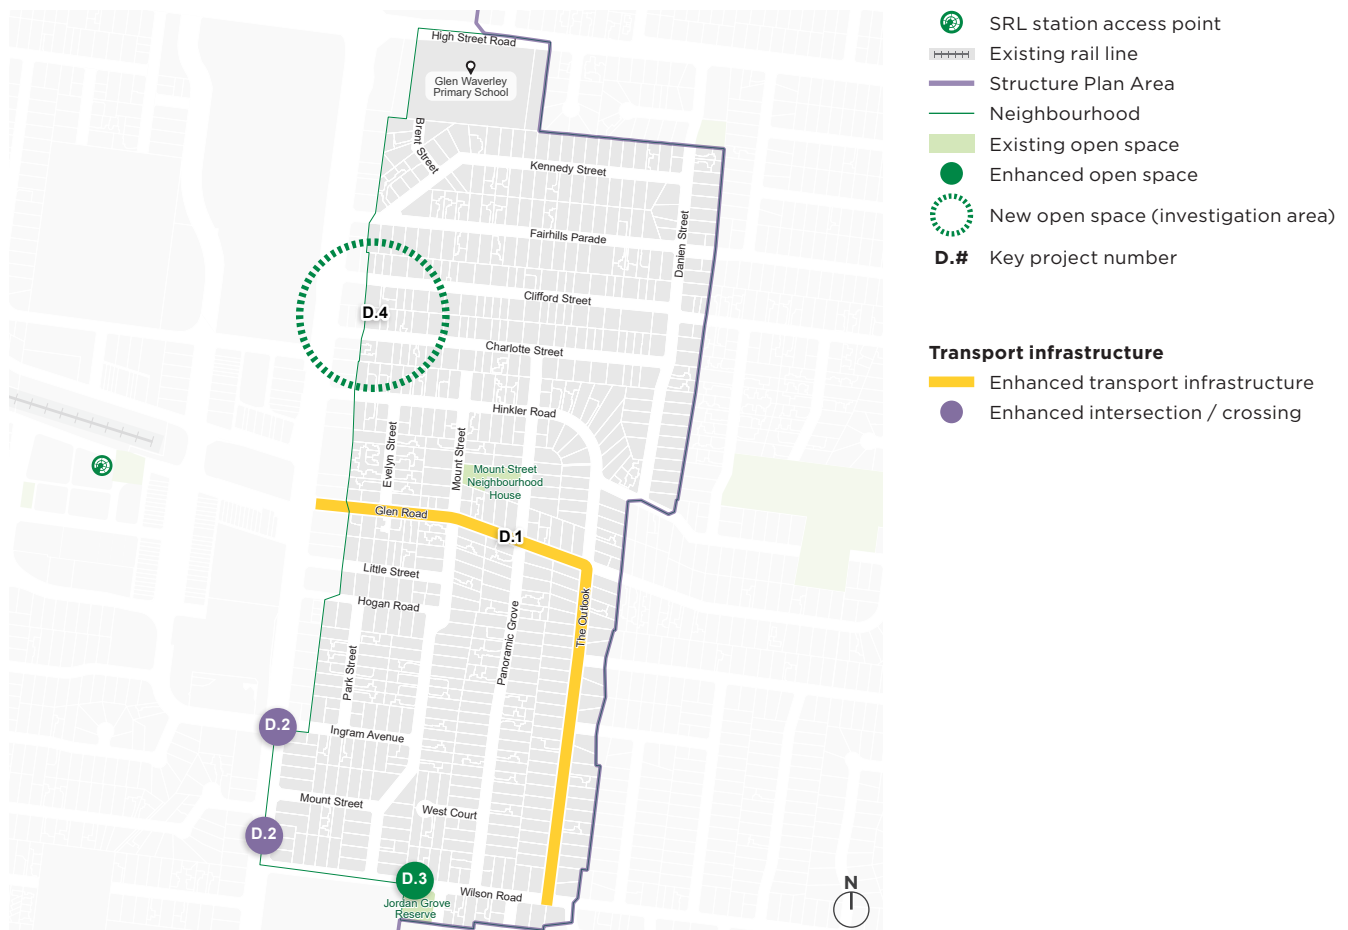 High Street Road
Glen Waverley
Primary School
Brent Street
Kennedy Street
Fairhills Parade
Danien Street
Clifford Street
D.4
Charlotte Street
Hinkler Road
Evelyn Street
Mount Street
Mount Street
Neighbourhood
House
Glen Road
D.1
Little Street
Hogan Road
The Outlook
Panoramic Grove
Park Street
D.2
Ingram Avenue
Mount Street
West Court
D.2
D.3
Wilson Road
Jordan Grove
Reserve
N
SRL station access point
Existing rail line
Structure Plan Area
Neighbourhood
Existing open space
Enhanced open space
New open space (investigation area)
D.# Key project number
Transport infrastructure
Enhanced transport infrastructure
Enhanced intersection / crossing